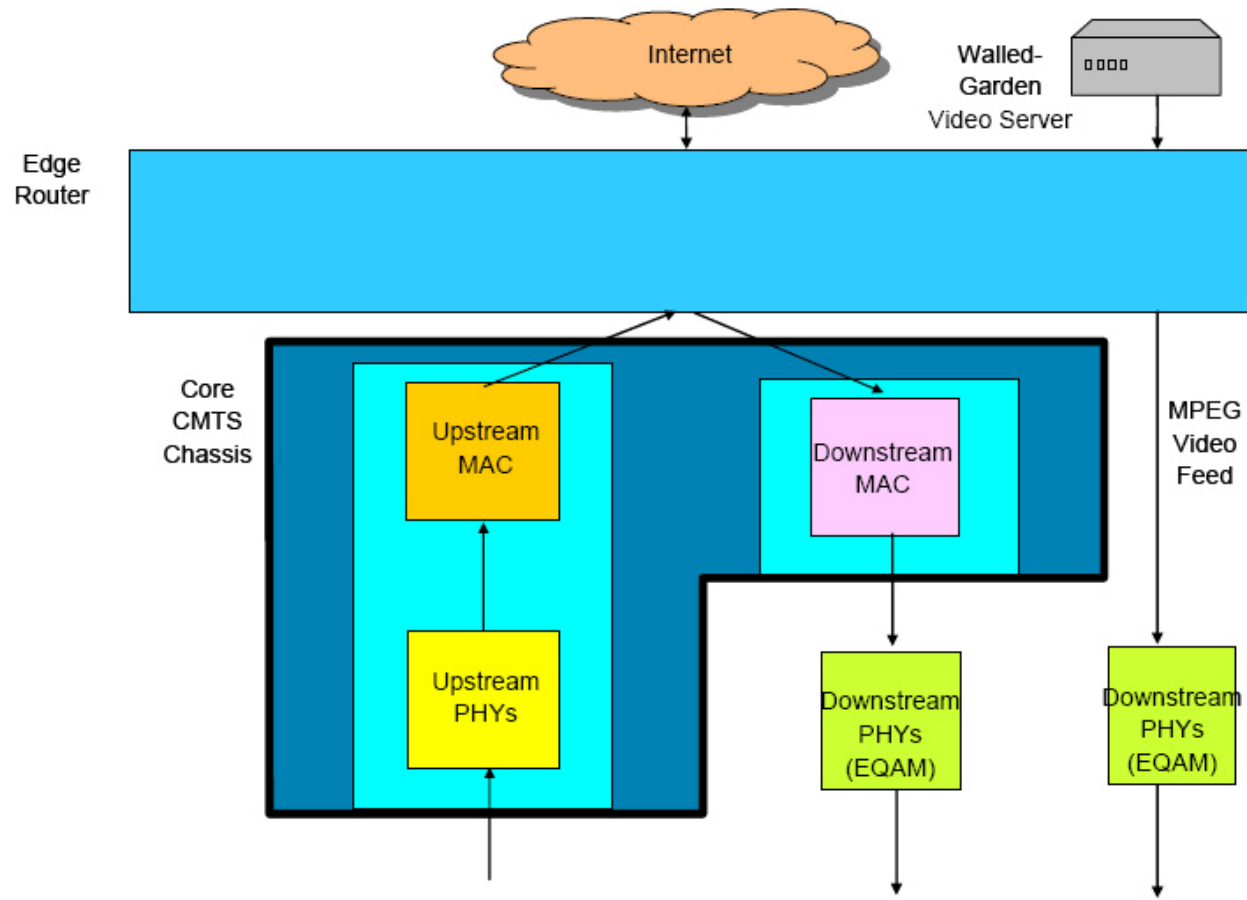 Internet
Walled-
Garden
Video Server
Edge
Router
Core
CMTS
Chassis
Upstream
MAC
Downstream
MAC
MPEG
Video
Feed
Upstream
PHYs
Downstream
PHYs
(EQAM)
Downstream
PHYs
(EQAM)